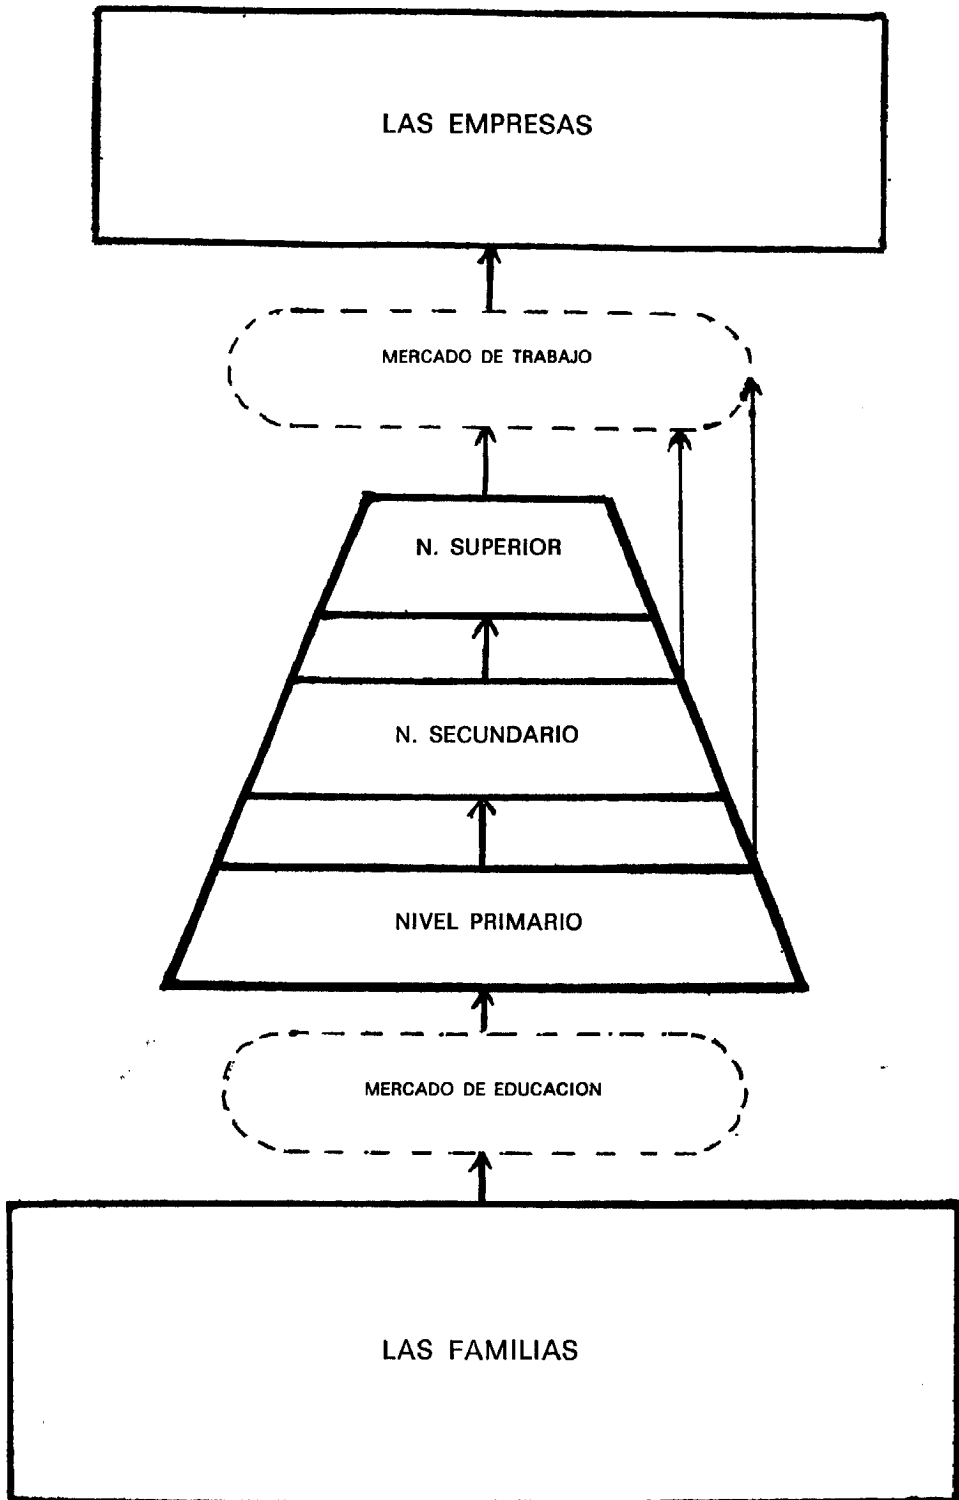 LAS EMPRESAS
MERCADO DE TRABAJO
N. SUPERIOR
N. SECUNDARIO
NIVEL PRIMARIO
MERCADO DE EDUCACION
LAS FAMILIAS